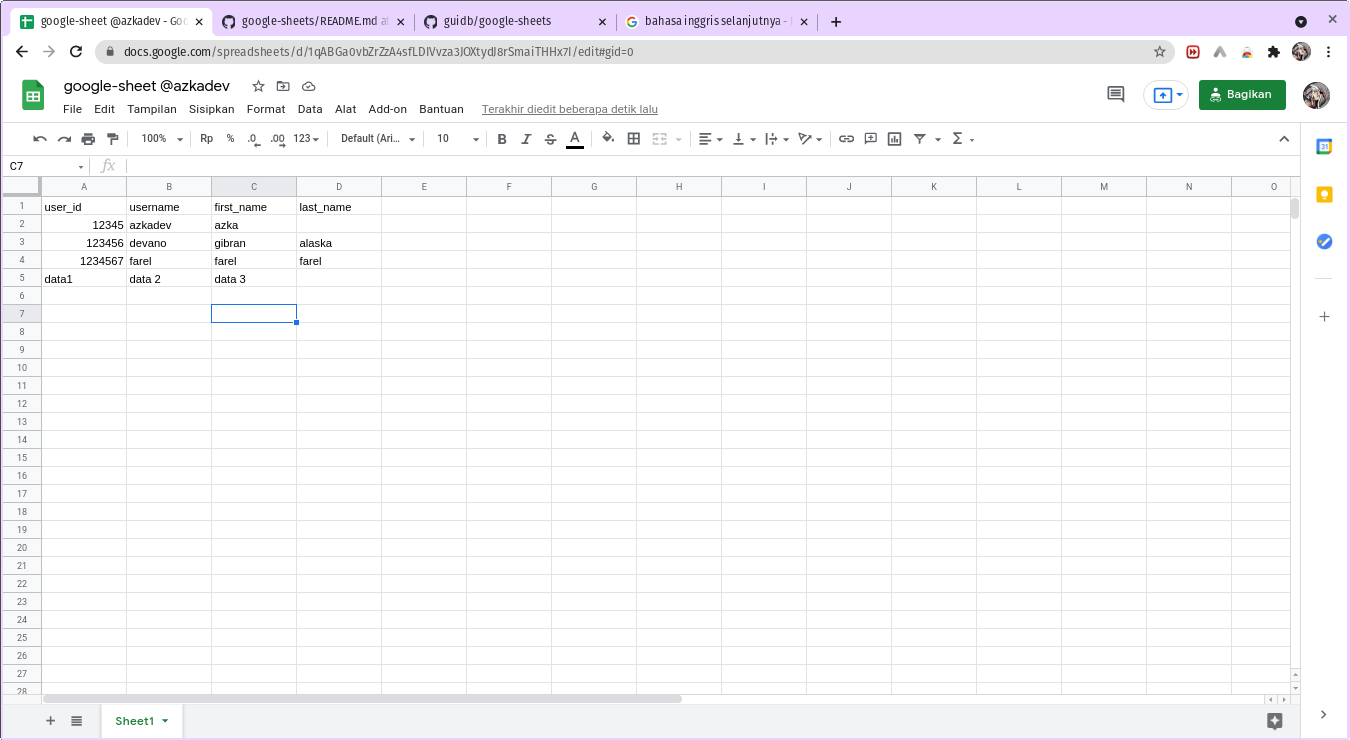 google-sheet @azkadev - Goo
google-sheets/README.md at
guidb/google-sheets
bahasa inggris selanjutnya -
docs.google.com/spreadsheets/d/1qABGa0vbZrZzA4sfLDIVvza3JOXtydJ8rSmaiTHHx7I/edit#gid=0
google-sheet @azkadev
File Edit Tampilan Sisipkan Format Data Alat Add-on Bantuan Terakhir diedit beberapa detik lalu
Bagikan
100% Rp % .0 .00 123 Default (Ari... 10 B I S A
C7 fx
A B C D E F G H I J K L M N O
1 user_id username first_name last_name
2 12345 azkadev azka
3 123456 devano gibran alaska
4 1234567 farel farel farel
5 data1 data 2 data 3
6
7
8
9
10
11
12
13
14
15
16
17
18
19
20
21
22
23
24
25
26
27
28
Sheet1
31